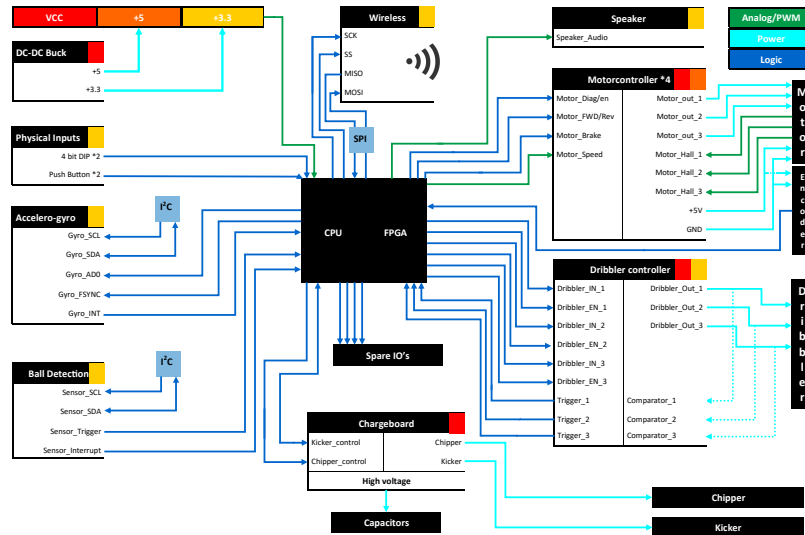 VCC
+5
+3.3
DC-DC Buck
+5
+3.3
Physical Inputs
4 bit DIP *2
Push Button *2
Accelero-gyro
I²C
Gyro_SCL
Gyro_SDA
Gyro_AD0
Gyro_FSYNC
Gyro_INT
Ball Detection
I²C
Sensor_SCL
Sensor_SDA
Sensor_Trigger
Sensor_Interrupt
Wireless
SCK
SS
MISO
MOSI
SPI
CPU
FPGA
Spare IO's
Chargeboard
Kicker_control
Chipper
Chipper_control
Kicker
High voltage
Capacitors
Speaker
Speaker_Audio
Motorcontroller *4
Motor_Diag/en
Motor_out_1
Motor_FWD/Rev
Motor_out_2
Motor_Brake
Motor_out_3
Motor_Speed
Motor_Hall_1
Motor_Hall_2
Motor_Hall_3
+5V
GND
Dribbler controller
Dribbler_IN_1
Dribbler_Out_1
Dribbler_EN_1
Dribbler_Out_2
Dribbler_IN_2
Dribbler_Out_3
Dribbler_EN_2
Dribbler_IN_3
Dribbler_EN_3
Trigger_1
Comparator_1
Trigger_2
Comparator_2
Trigger_3
Comparator_3
Chipper
Kicker
Analog/PWM
Power
Logic
Motor
Encoder
Dribbler